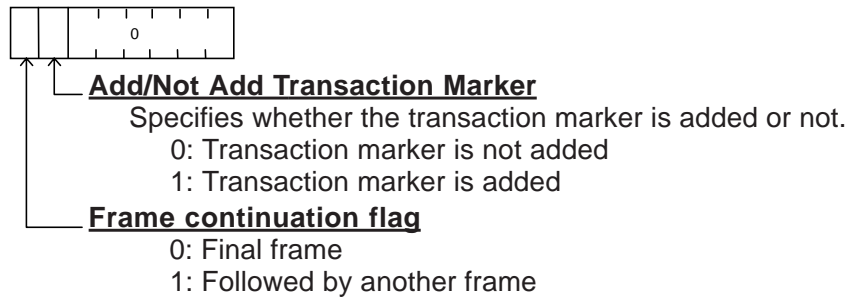 0
Add/Not Add Transaction Marker
Specifies whether the transaction marker is added or not.
0: Transaction marker is not added
1: Transaction marker is added
Frame continuation flag
0: Final frame
1: Followed by another frame